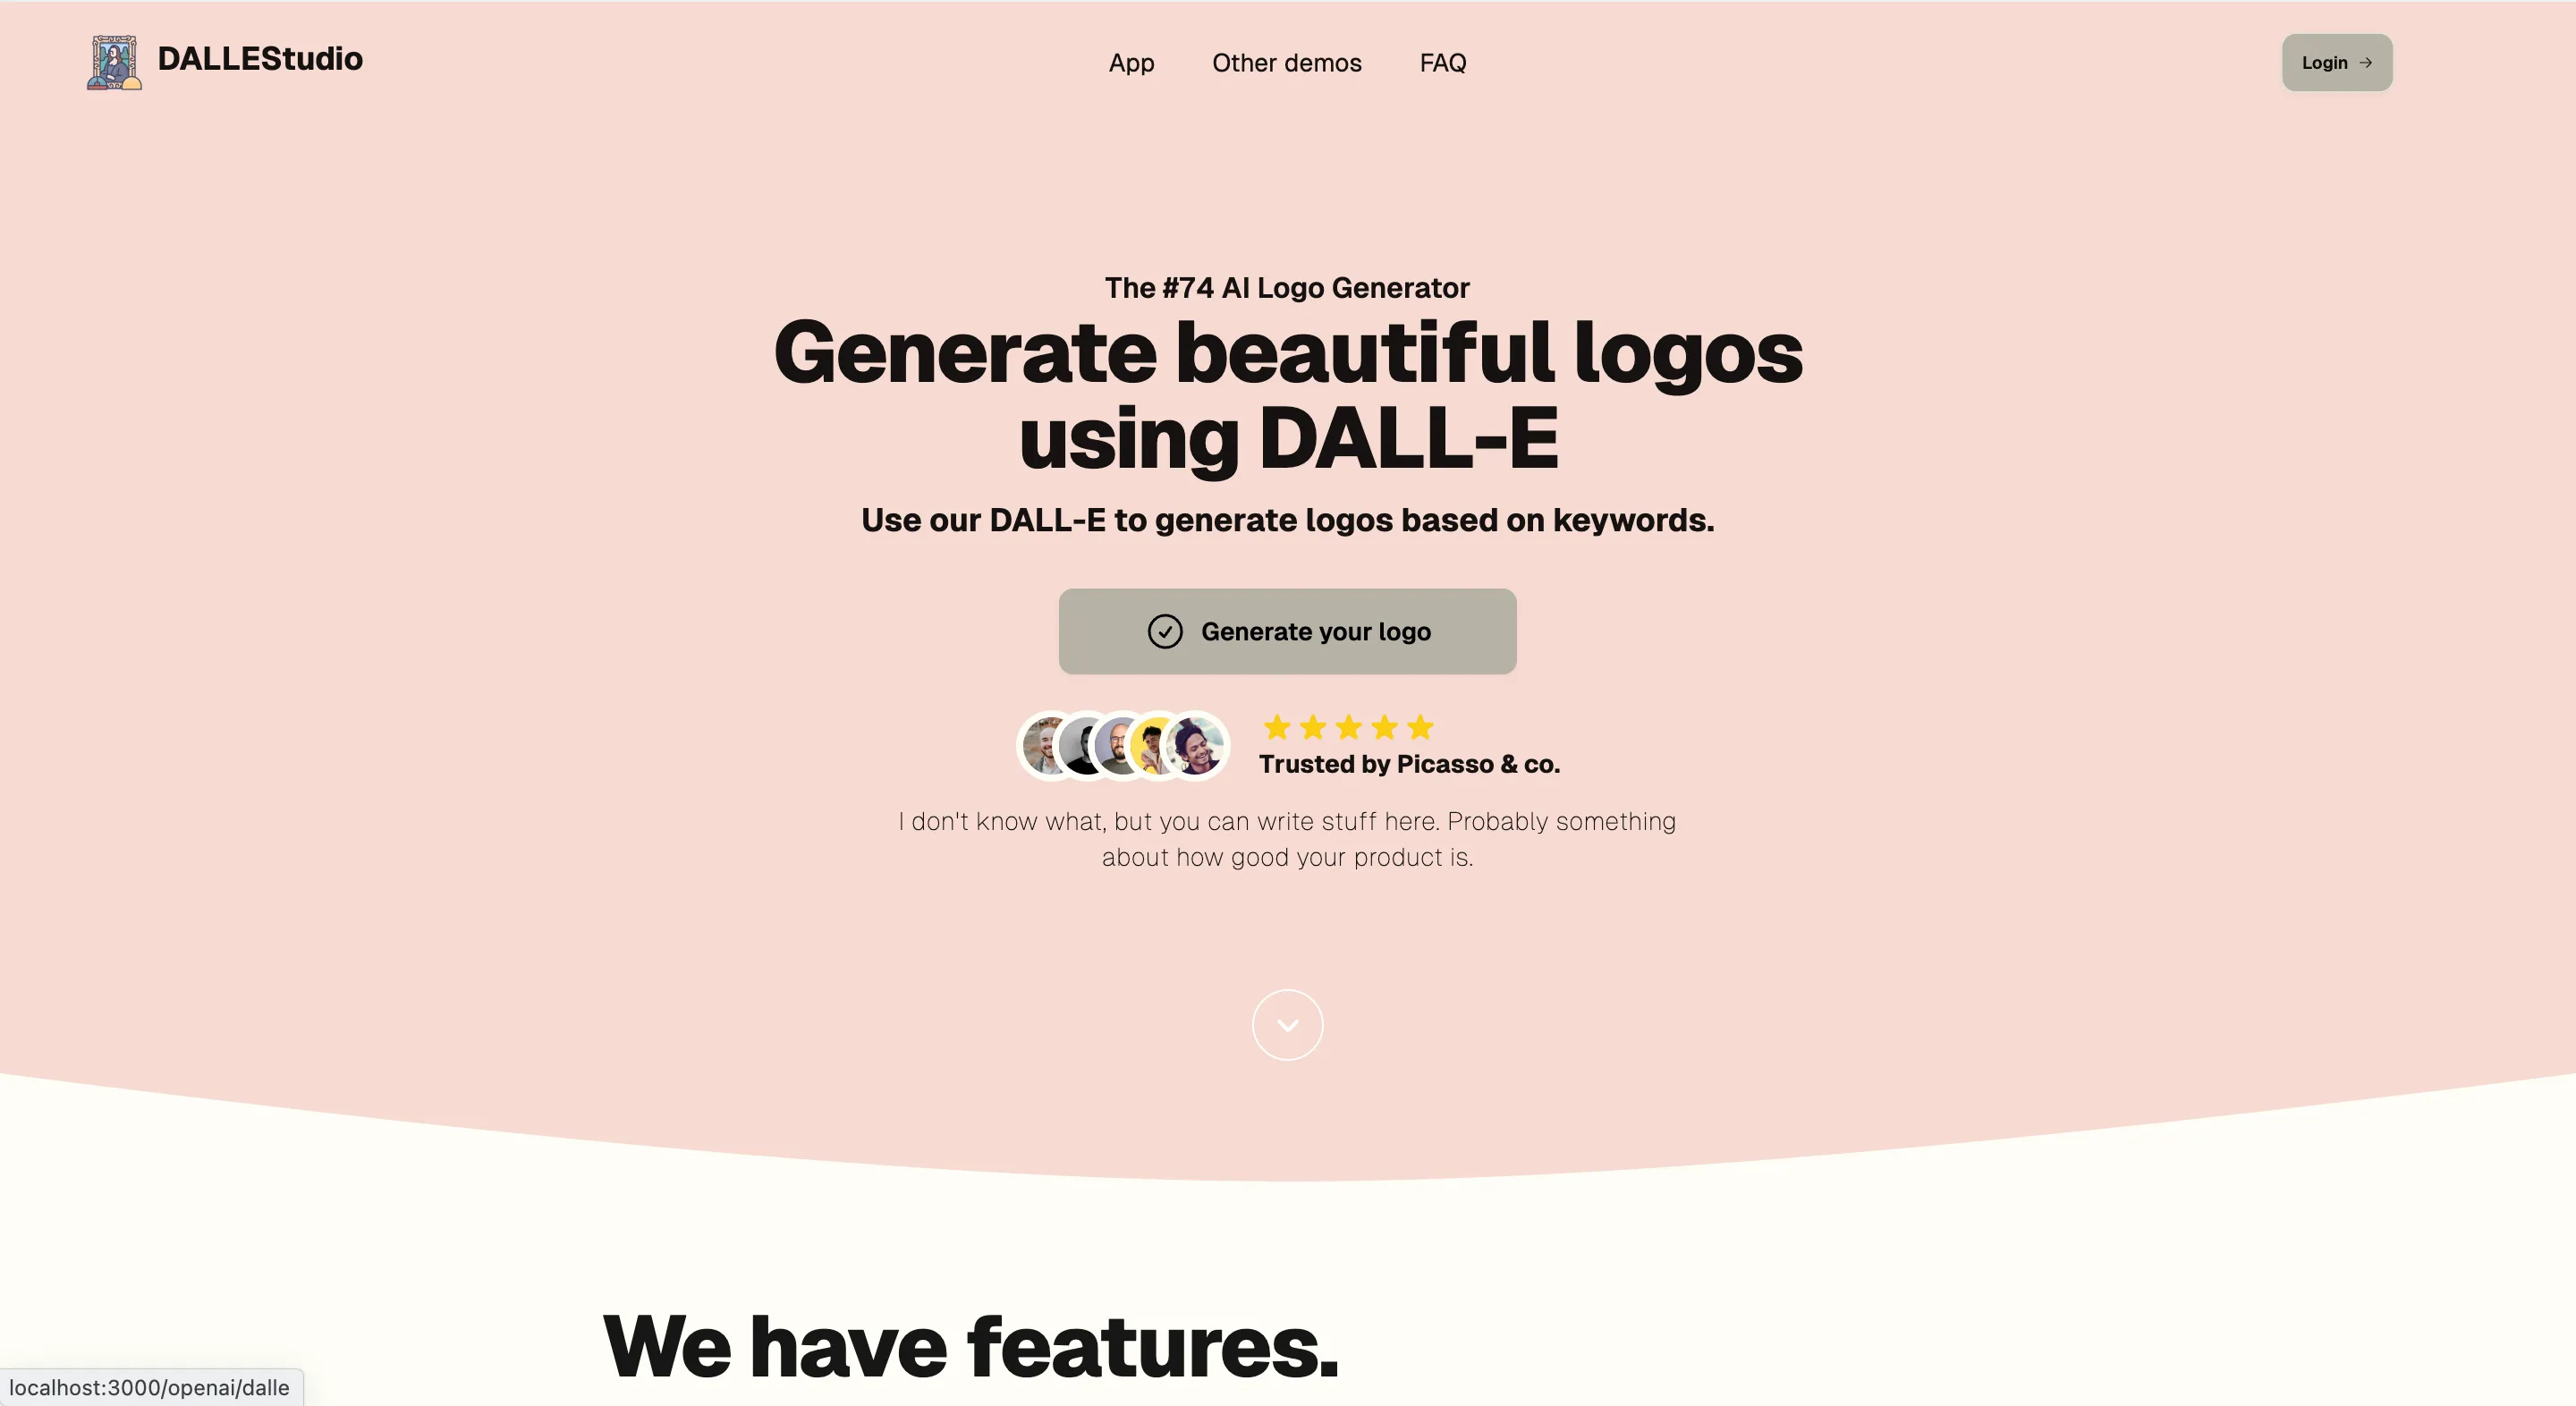 DALLEStudio
App
Other demos
FAQ
Login
The #74 AI Logo Generator
Generate beautiful logos
using DALL-E
Use our DALL-E to generate logos based on keywords.
Generate your logo
Trusted by Picasso & co.
I don't know what, but you can write stuff here. Probably something
about how good your product is.
We have features.
localhost:3000/openai/dalle